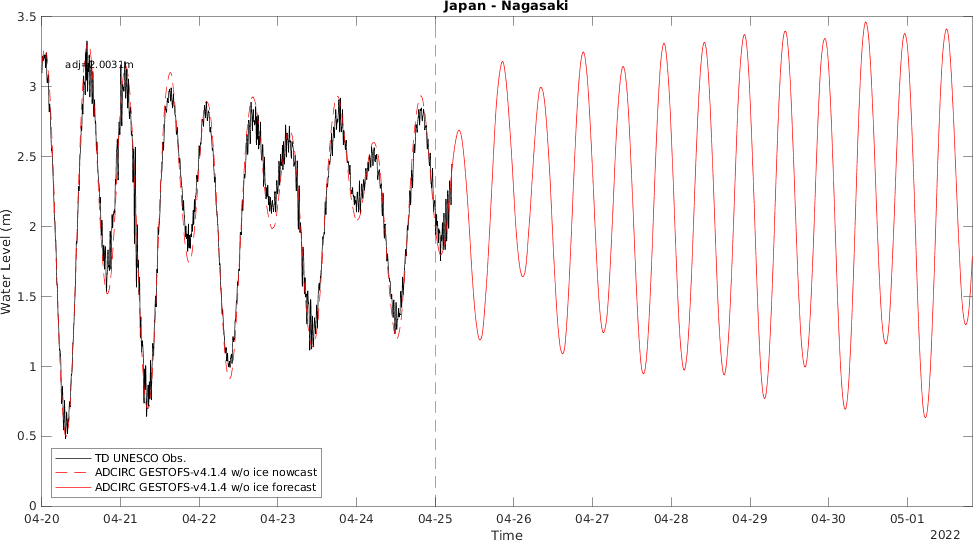 Japan - Nagasaki
3.5
3
2.5
2
1.5
1
0.5
0
Water Level (m)
adj=2.0031m
TD UNESCO Obs.
ADCIRC GESTOFS-v4.1.4 w/o ice nowcast
ADCIRC GESTOFS-v4.1.4 w/o ice forecast
04-20 04-21 04-22 04-23 04-24 04-25 04-26 04-27 04-28 04-29 04-30 05-01
Time
2022